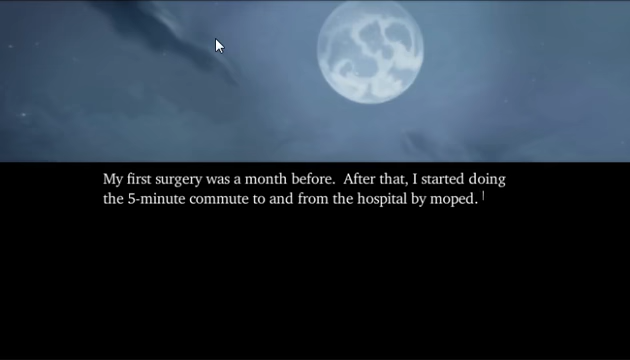 My first surgery was a month before.  After that, I started doing
the 5-minute commute to and from the hospital by moped.